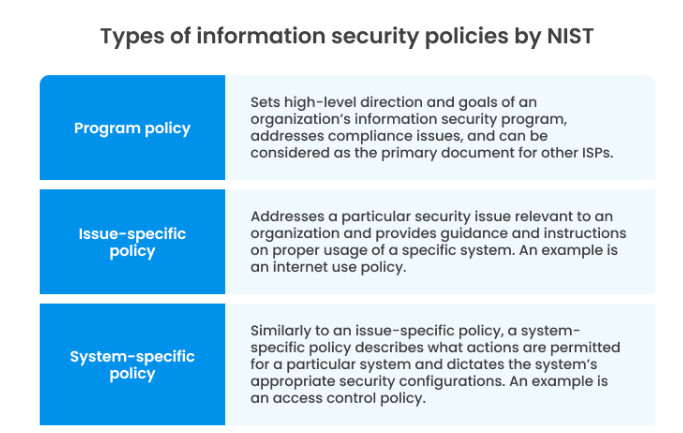 Types of information security policies by NIST
Program policy
Sets high-level direction and goals of an
organization's information security program,
addresses compliance issues, and can be
considered as the primary document for other ISPs.
Issue-specific
policy
Addresses a particular security issue relevant to an
organization and provides guidance and instructions
on proper usage of a specific system. An example is
an internet use policy.
System-specific
policy
Similarly to an issue-specific policy, a system-
specific policy describes what actions are permitted
for a particular system and dictates the system's
appropriate security configurations. An example is
an access control policy.